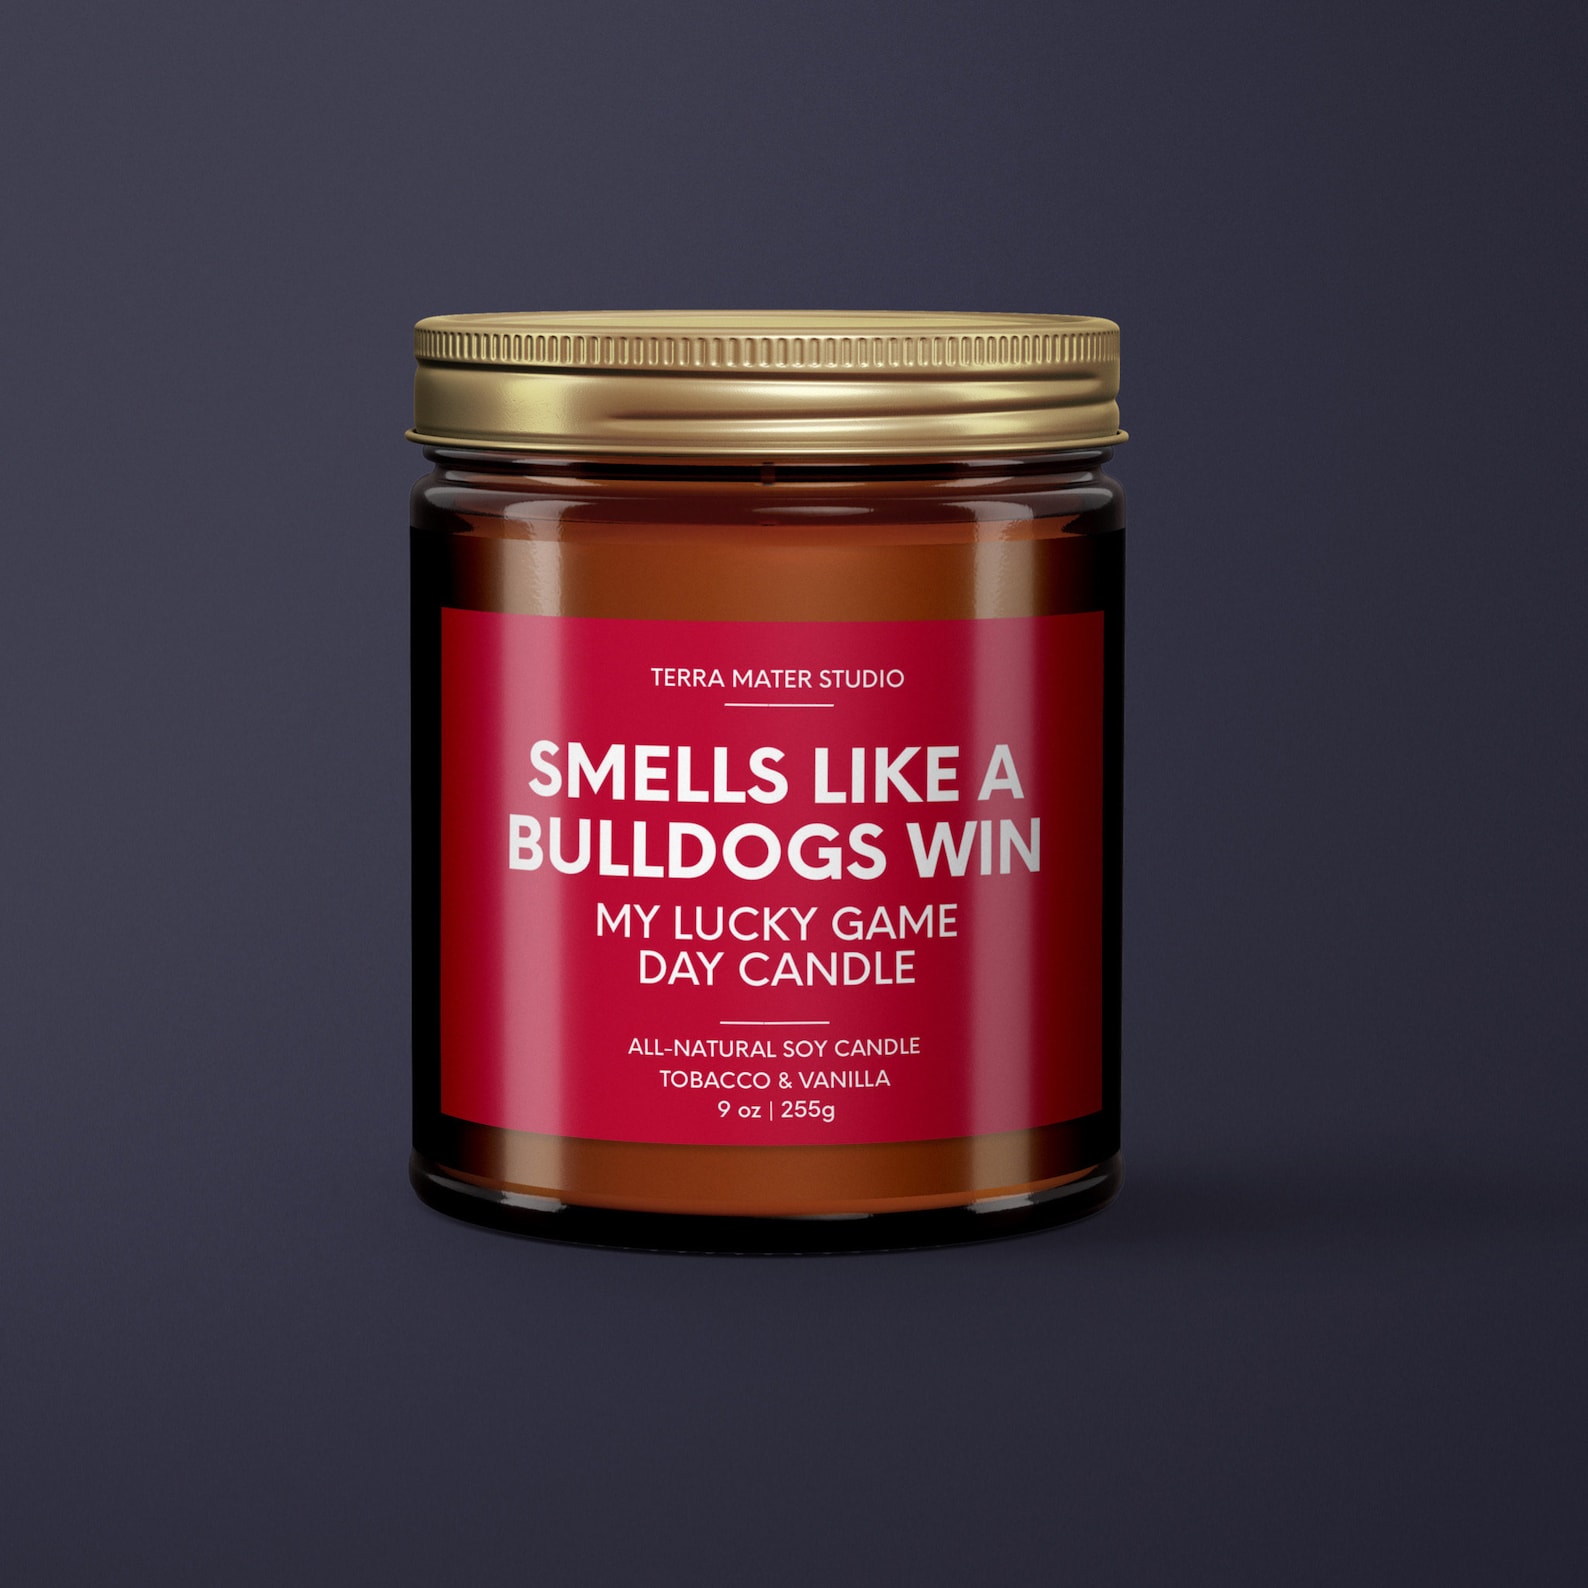 TERRA MATER STUDIO
SMELLS LIKE A
BULLDOGS WIN
MY LUCKY GAME
DAY CANDLE
ALL-NATURAL SOY CANDLE
TOBACCO & VANILLA
9 oz | 255g